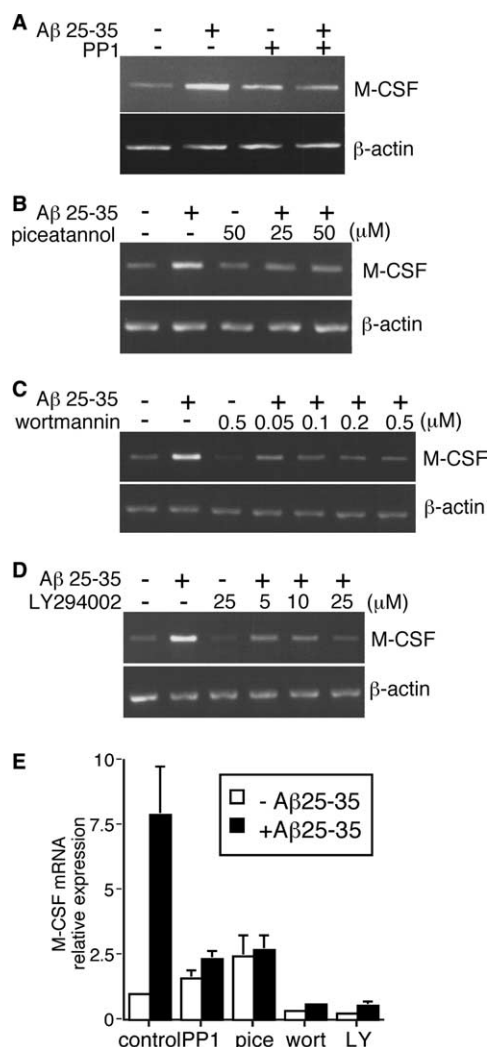 A
Aβ 25-35 - + - +
PP1 - - + +
M-CSF
β-actin
B
Aβ 25-35 - + - + +
piceatannol - - 50 25 50 (μM)
M-CSF
β-actin
C
Aβ 25-35 - + - + + + +
wortmannin - - 0.5 0.05 0.1 0.2 0.5 (μM)
M-CSF
β-actin
D
Aβ 25-35 - + - + + +
LY294002 - - 25 5 10 25 (μM)
M-CSF
β-actin
E
M-CSF mRNA
relative expression
10
7.5
5
2.5
0
- Aβ25-35
+Aβ25-35
control PP1 pice wort LY